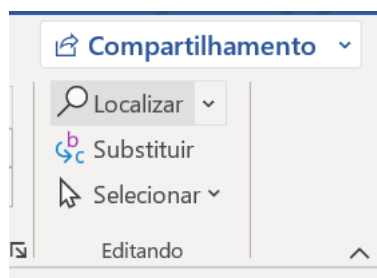 Compartilhamento
Localizar
Substituir
Selecionar
Editando